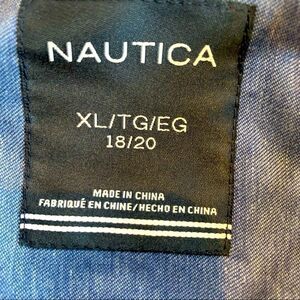 NAUTICA
XL/TG/EG
18/20
MADE IN CHINA
FABRIQUÉ EN CHINE/HECHO EN CHINA